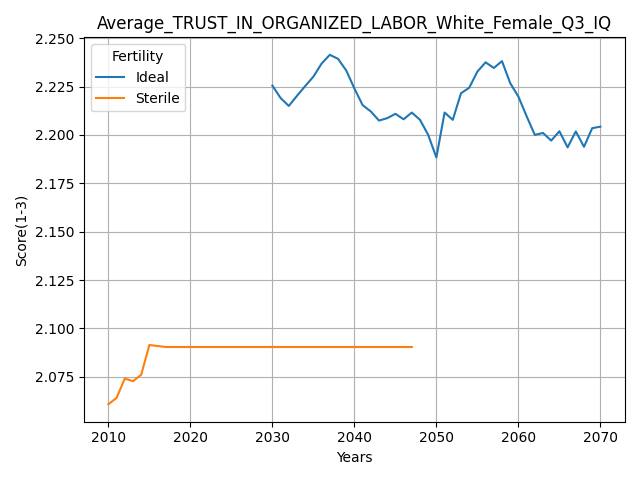 Average_TRUST_IN_ORGANIZED_LABOR_White_Female_Q3_IQ
Fertility
Ideal
Sterile
Score(1-3)
2.250
2.225
2.200
2.175
2.150
2.125
2.100
2.075
2010 2020 2030 2040 2050 2060 2070
Years